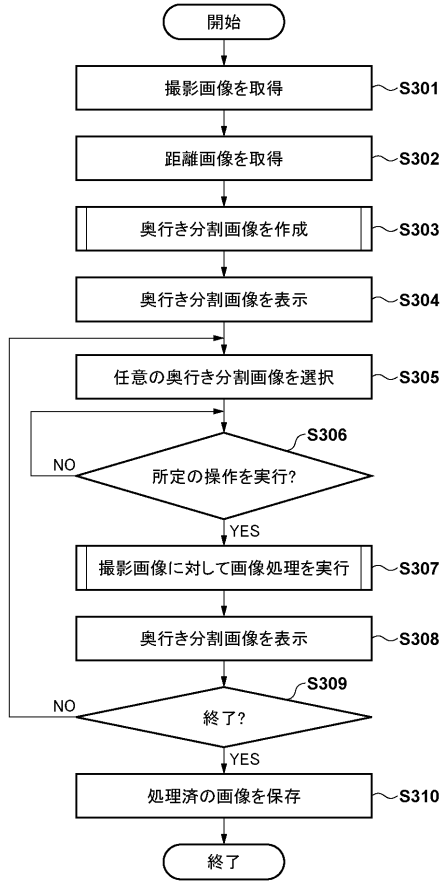 開始
撮影画像を取得
S301
距離画像を取得
S302
奥行き分割画像を作成
S303
奥行き分割画像を表示
S304
任意の奥行き分割画像を選択
S305
S306
所定の操作を実行?
NO
YES
撮影画像に対して画像処理を実行
S307
奥行き分割画像を表示
S308
S309
NO
終了?
YES
処理済の画像を保存
S310
終了